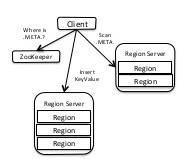 Client
Where is
.META.?
Scan
.META.
ZooKeeper
Region Server
Region
Region
Insert
KeyValue
Region Server
Region
Region
Region